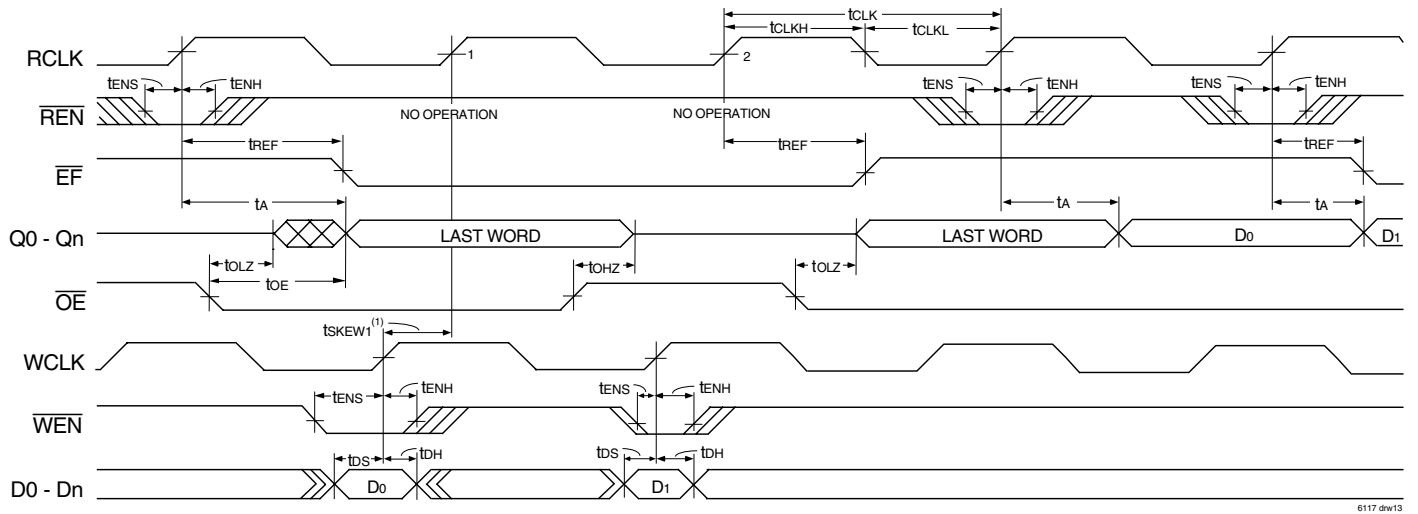 tCLK
tCLKH
tCLKL
RCLK
1
2
tENS
tENH
tENS
tENH
tENS
tENH
REN
NO OPERATION
NO OPERATION
tREF
tREF
tREF
EF
tA
tA
tA
Q0 - Qn
LAST WORD
LAST WORD
D0
D1
tOLZ
tOHZ
tOLZ
tOE
OE
tSKEW1(1)
WCLK
tENS
tENH
tENS
tENH
WEN
tDS
tDH
tDS
tDH
D0 - Dn
D0
D1
6117 drw13